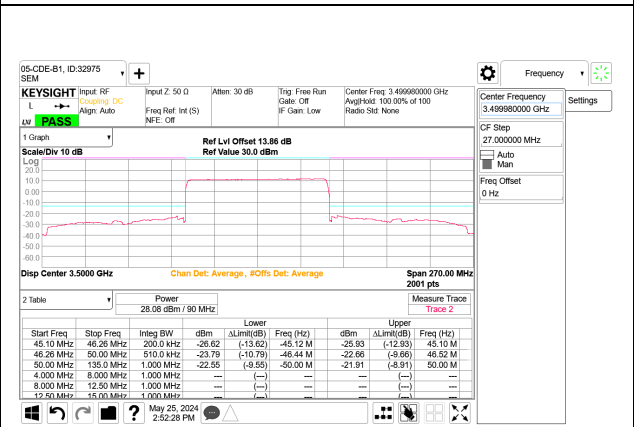 05-CDE-B1, ID:32975
SEM
Frequency
KEYSIGHT Input: RF Input Z: 50 Ω Atten: 30 dB Trig: Free Run Center Freq: 3.499980000 GHz
L Coupling: DC Gate: Off Avg|Hold: 100.00% of 100
Align: Auto Freq Ref: Int (S) IF Gain: Low Radio Std: None
PASS NFE: Off
Center Frequency
3.499980000 GHz
Settings
CF Step
27.000000 MHz
Auto
Man
Freq Offset
0 Hz
1 Graph
Ref Lvl Offset 13.86 dB
Scale/Div 10 dB Ref Value 30.0 dBm
Log
20.0
10.0
0.00
-10.0
-20.0
-30.0
-40.0
-50.0
-60.0
Disp Center 3.5000 GHz Chan Det: Average , #Offs Det: Average Span 270.00 MHz
2001 pts
2 Table Power Measure Trace
28.08 dBm / 90 MHz Trace 2
Lower Upper
Start Freq Stop Freq Integ BW dBm ΔLimit(dB) Freq (Hz) dBm ΔLimit(dB) Freq (Hz)
45.10 MHz 46.26 MHz 200.0 kHz -26.62 (-13.62) -45.12 M -25.93 (-12.93) 45.10 M
46.26 MHz 50.00 MHz 510.0 kHz -23.79 (-10.79) -46.44 M -22.66 (-9.66) 46.52 M
50.00 MHz 135.0 MHz 1.000 MHz -22.55 (-9.55) -50.00 M -21.91 (-8.91) 50.00 M
4.000 MHz 8.000 MHz 1.000 MHz --- (---) --- --- (---) ---
8.000 MHz 12.50 MHz 1.000 MHz --- (---) --- --- (---) ---
12.50 MHz 15.00 MHz 1.000 MHz --- (---) --- --- (---) ---
? May 25, 2024
2:52:28 PM